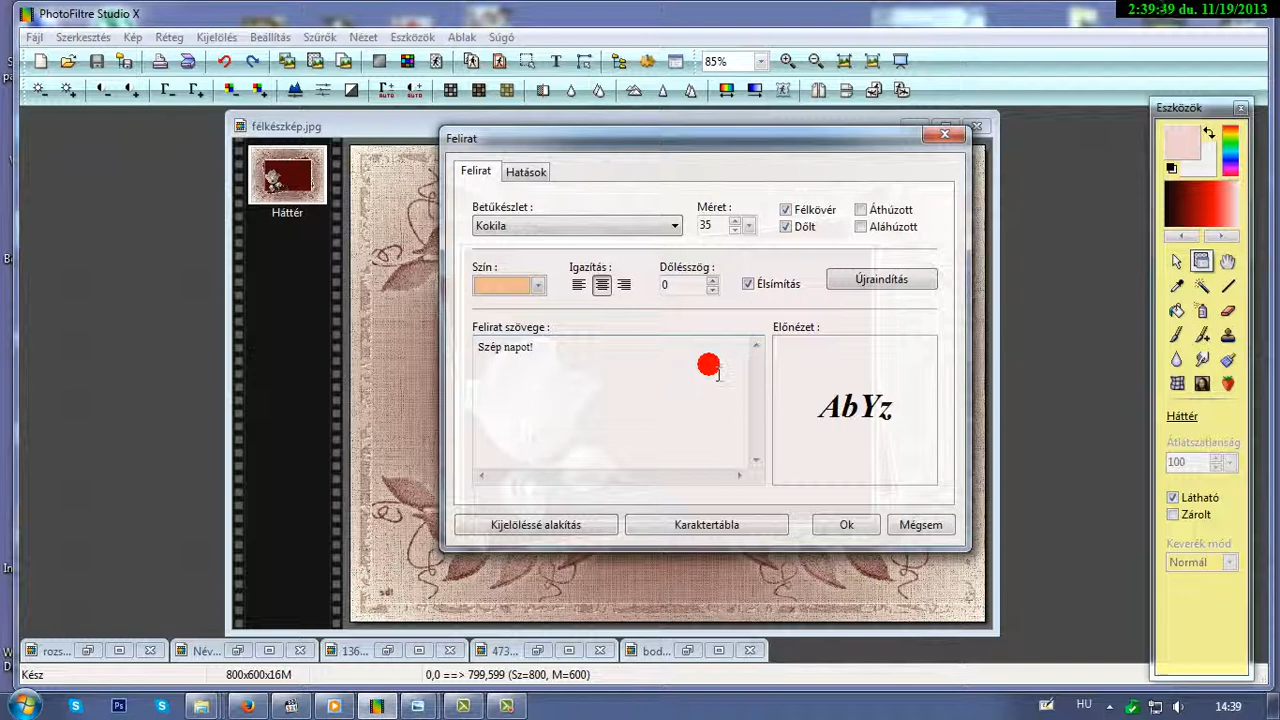 2:39:49 du. 11/19/2013
PhotoFiltre Studio X
Fájl Szerkesztés Kép Réteg Kijelölés Beállítás Szűrők Nézet Eszközök Ablak Súgó
85%
félkészkép.jpg
Háttér
Felirat
Felirat Hatások
Betűkészlet : Méret :
Kokila 35
Félkövér Áthúzott
Dőlt Aláhúzott
Szín : Igazítás : Dőlésszög :
0 Élsímítás Újraindítás
Felirat szövege : Előnézet :
Szép napot!
AbYz
Kijelöléssé alakítás Karaktertábla Ok Mégsem
Eszközök
Háttér
Átlátszatlanság
100
Látható
Zárolt
Keverék mód
Normál
rozs... Név... 136... 473... bod...
Kész 800x600x16M 0,0 ==> 799,599 (Sz=800, M=600)
HU 14:39